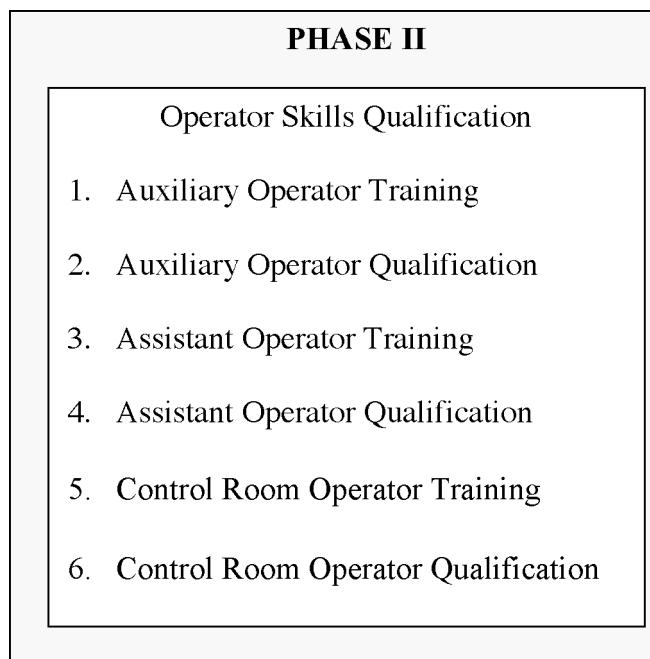 PHASE II
Operator Skills Qualification
1. Auxiliary Operator Training
2. Auxiliary Operator Qualification
3. Assistant Operator Training
4. Assistant Operator Qualification
5. Control Room Operator Training
6. Control Room Operator Qualification